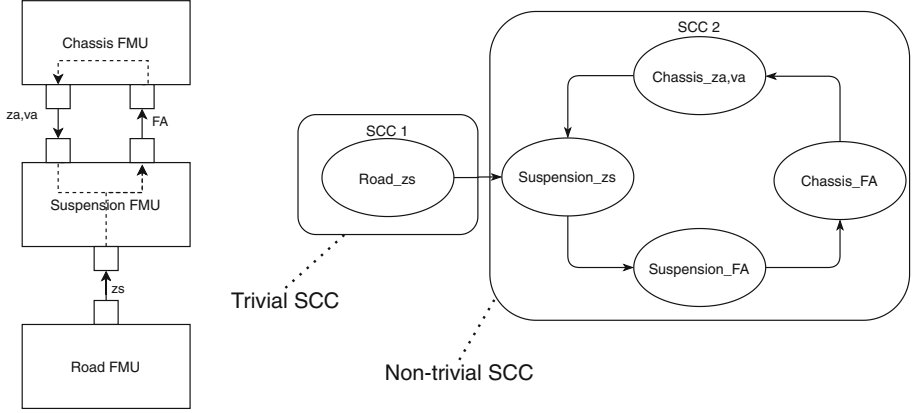 Chassis FMU
za,va
FA
Suspension FMU
zs
Road FMU
SCC 1
Road_zs
Trivial SCC
SCC 2
Chassis_za,va
Suspension_zs
Chassis_FA
Suspension_FA
Non-trivial SCC